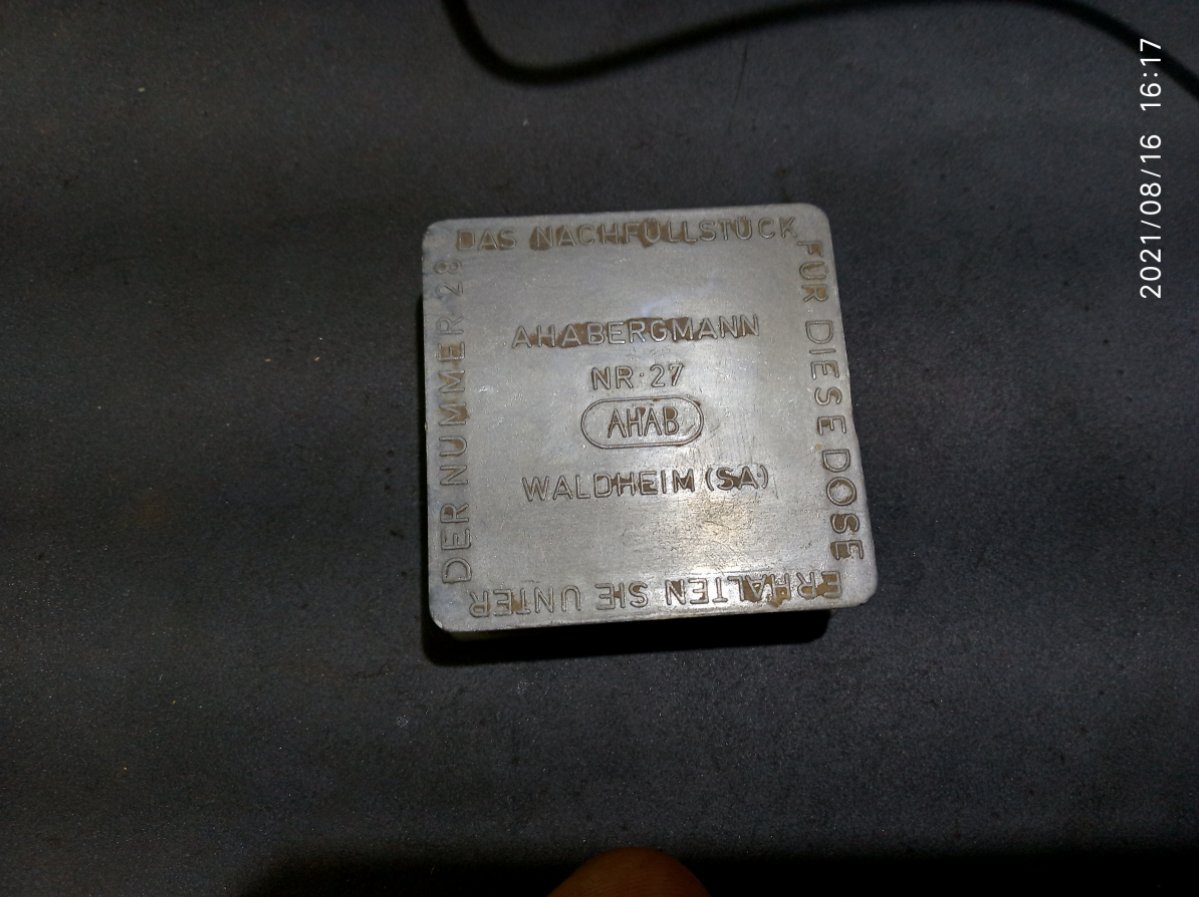 DAS NACHFÜLLSTÜCK
FÜR DIESE DOSE
ERHALTEN SIE UNTER
DER NUMMER 28
AHABERGMANN
NR. 27
AHAB
WALDHEIM (SA)
2021/08/16 16:17